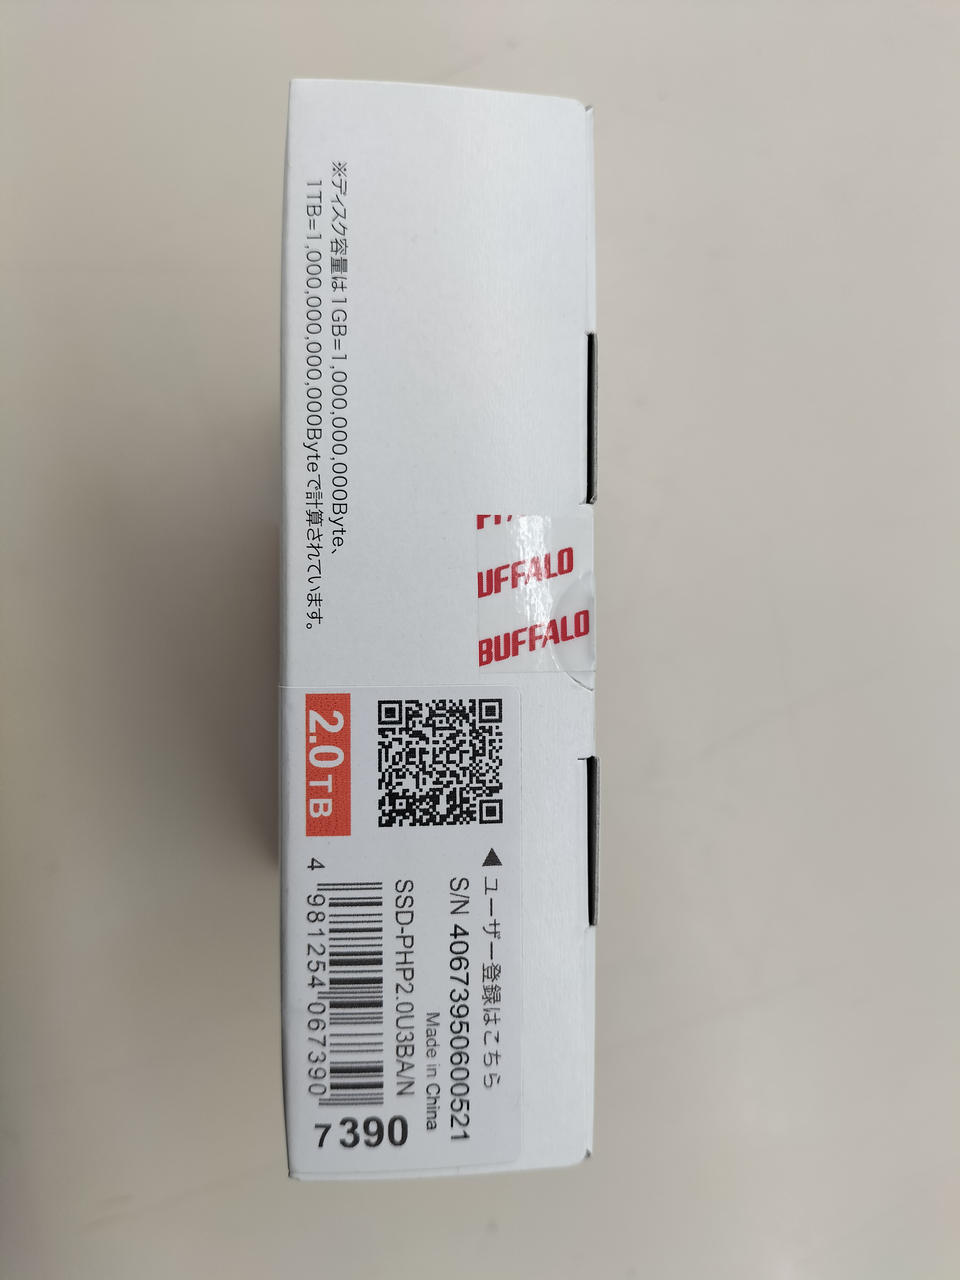 ※ディスク容量は1GB=1,000,000,000Byte、
1TB=1,000,000,000,000Byteで計算されています。
UFFALO
BUFFALO
2.0TB
◀ユーザー登録はこちら
S/N 40673950600521
Made in China
SSD-PHP2.0U3BA/N
4 981254 067390
7 390